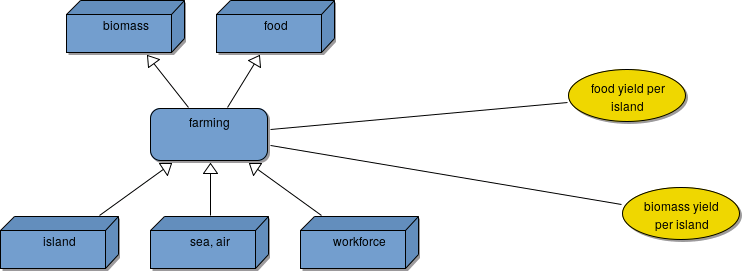 biomass
food
farming
food yield per
island
biomass yield
per island
island
sea, air
workforce